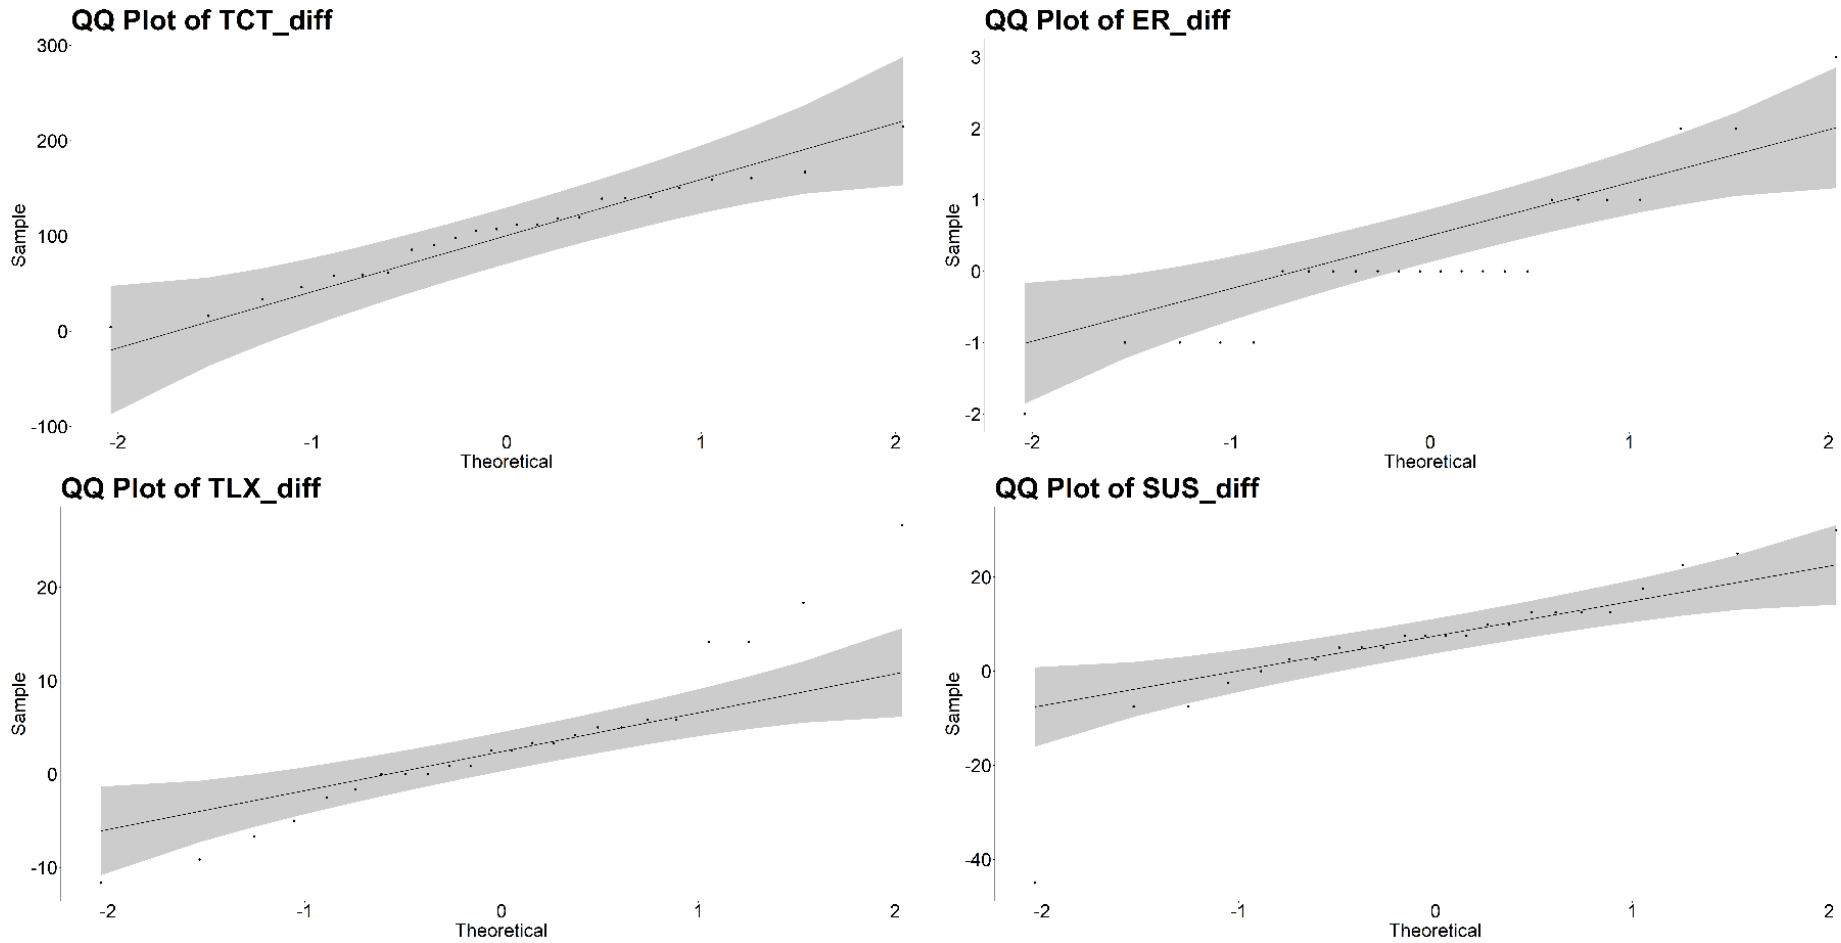 QQ Plot of TCT_diff
300
200
100
0
-100
Sample
-2 -1 0 1 2
Theoretical
QQ Plot of ER_diff
3
2
1
0
-1
-2
Sample
-2 -1 0 1 2
Theoretical
QQ Plot of TLX_diff
20
10
0
-10
Sample
-2 -1 0 1 2
Theoretical
QQ Plot of SUS_diff
20
0
-20
-40
Sample
-2 -1 0 1 2
Theoretical